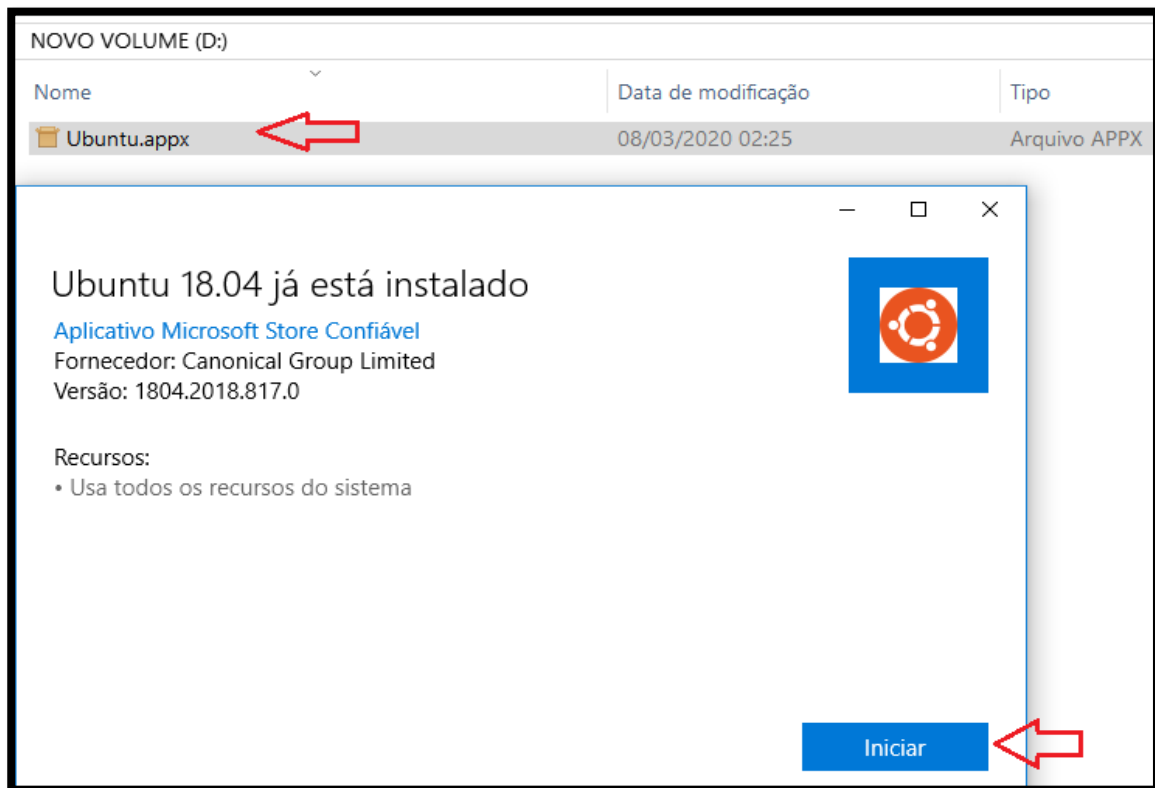 NOVO VOLUME (D:)
Nome Data de modificação Tipo
Ubuntu.appx 08/03/2020 02:25 Arquivo APPX
Ubuntu 18.04 já está instalado
Aplicativo Microsoft Store Confiável
Fornecedor: Canonical Group Limited
Versão: 1804.2018.817.0
Recursos:
• Usa todos os recursos do sistema
Iniciar